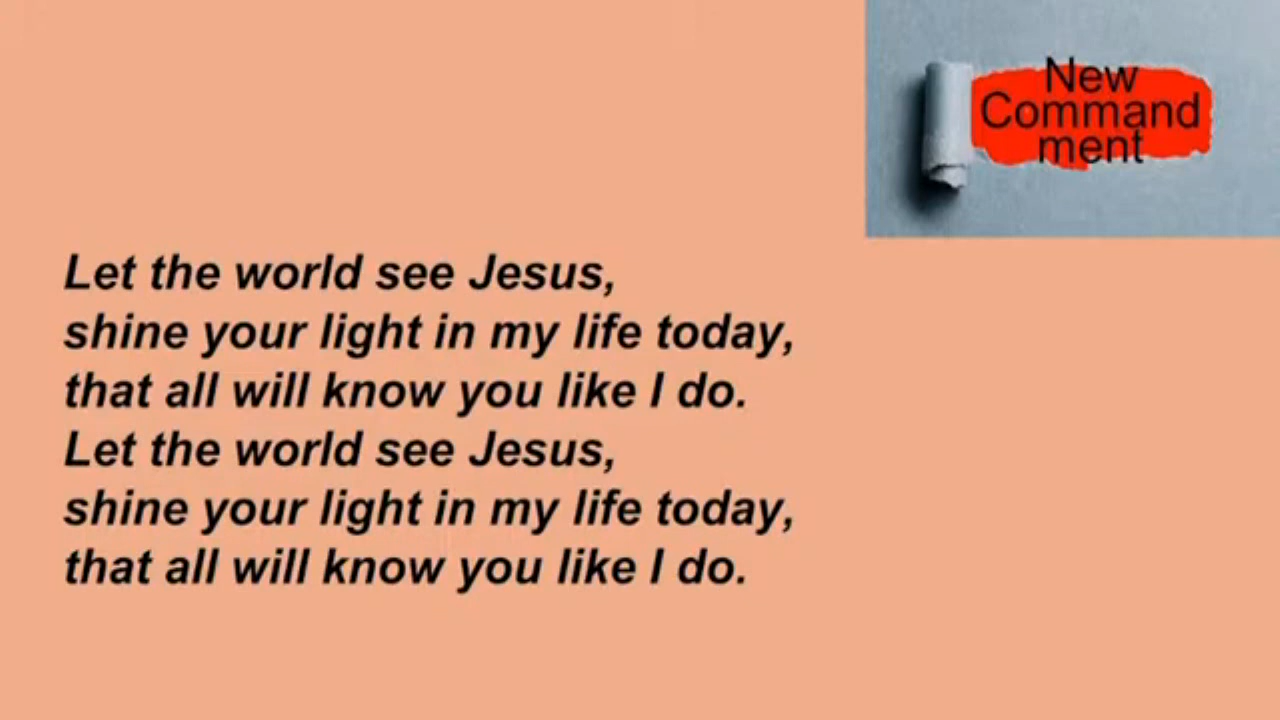 New
Command
ment
Let the world see Jesus,
shine your light in my life today,
that all will know you like I do.
Let the world see Jesus,
shine your light in my life today,
that all will know you like I do.